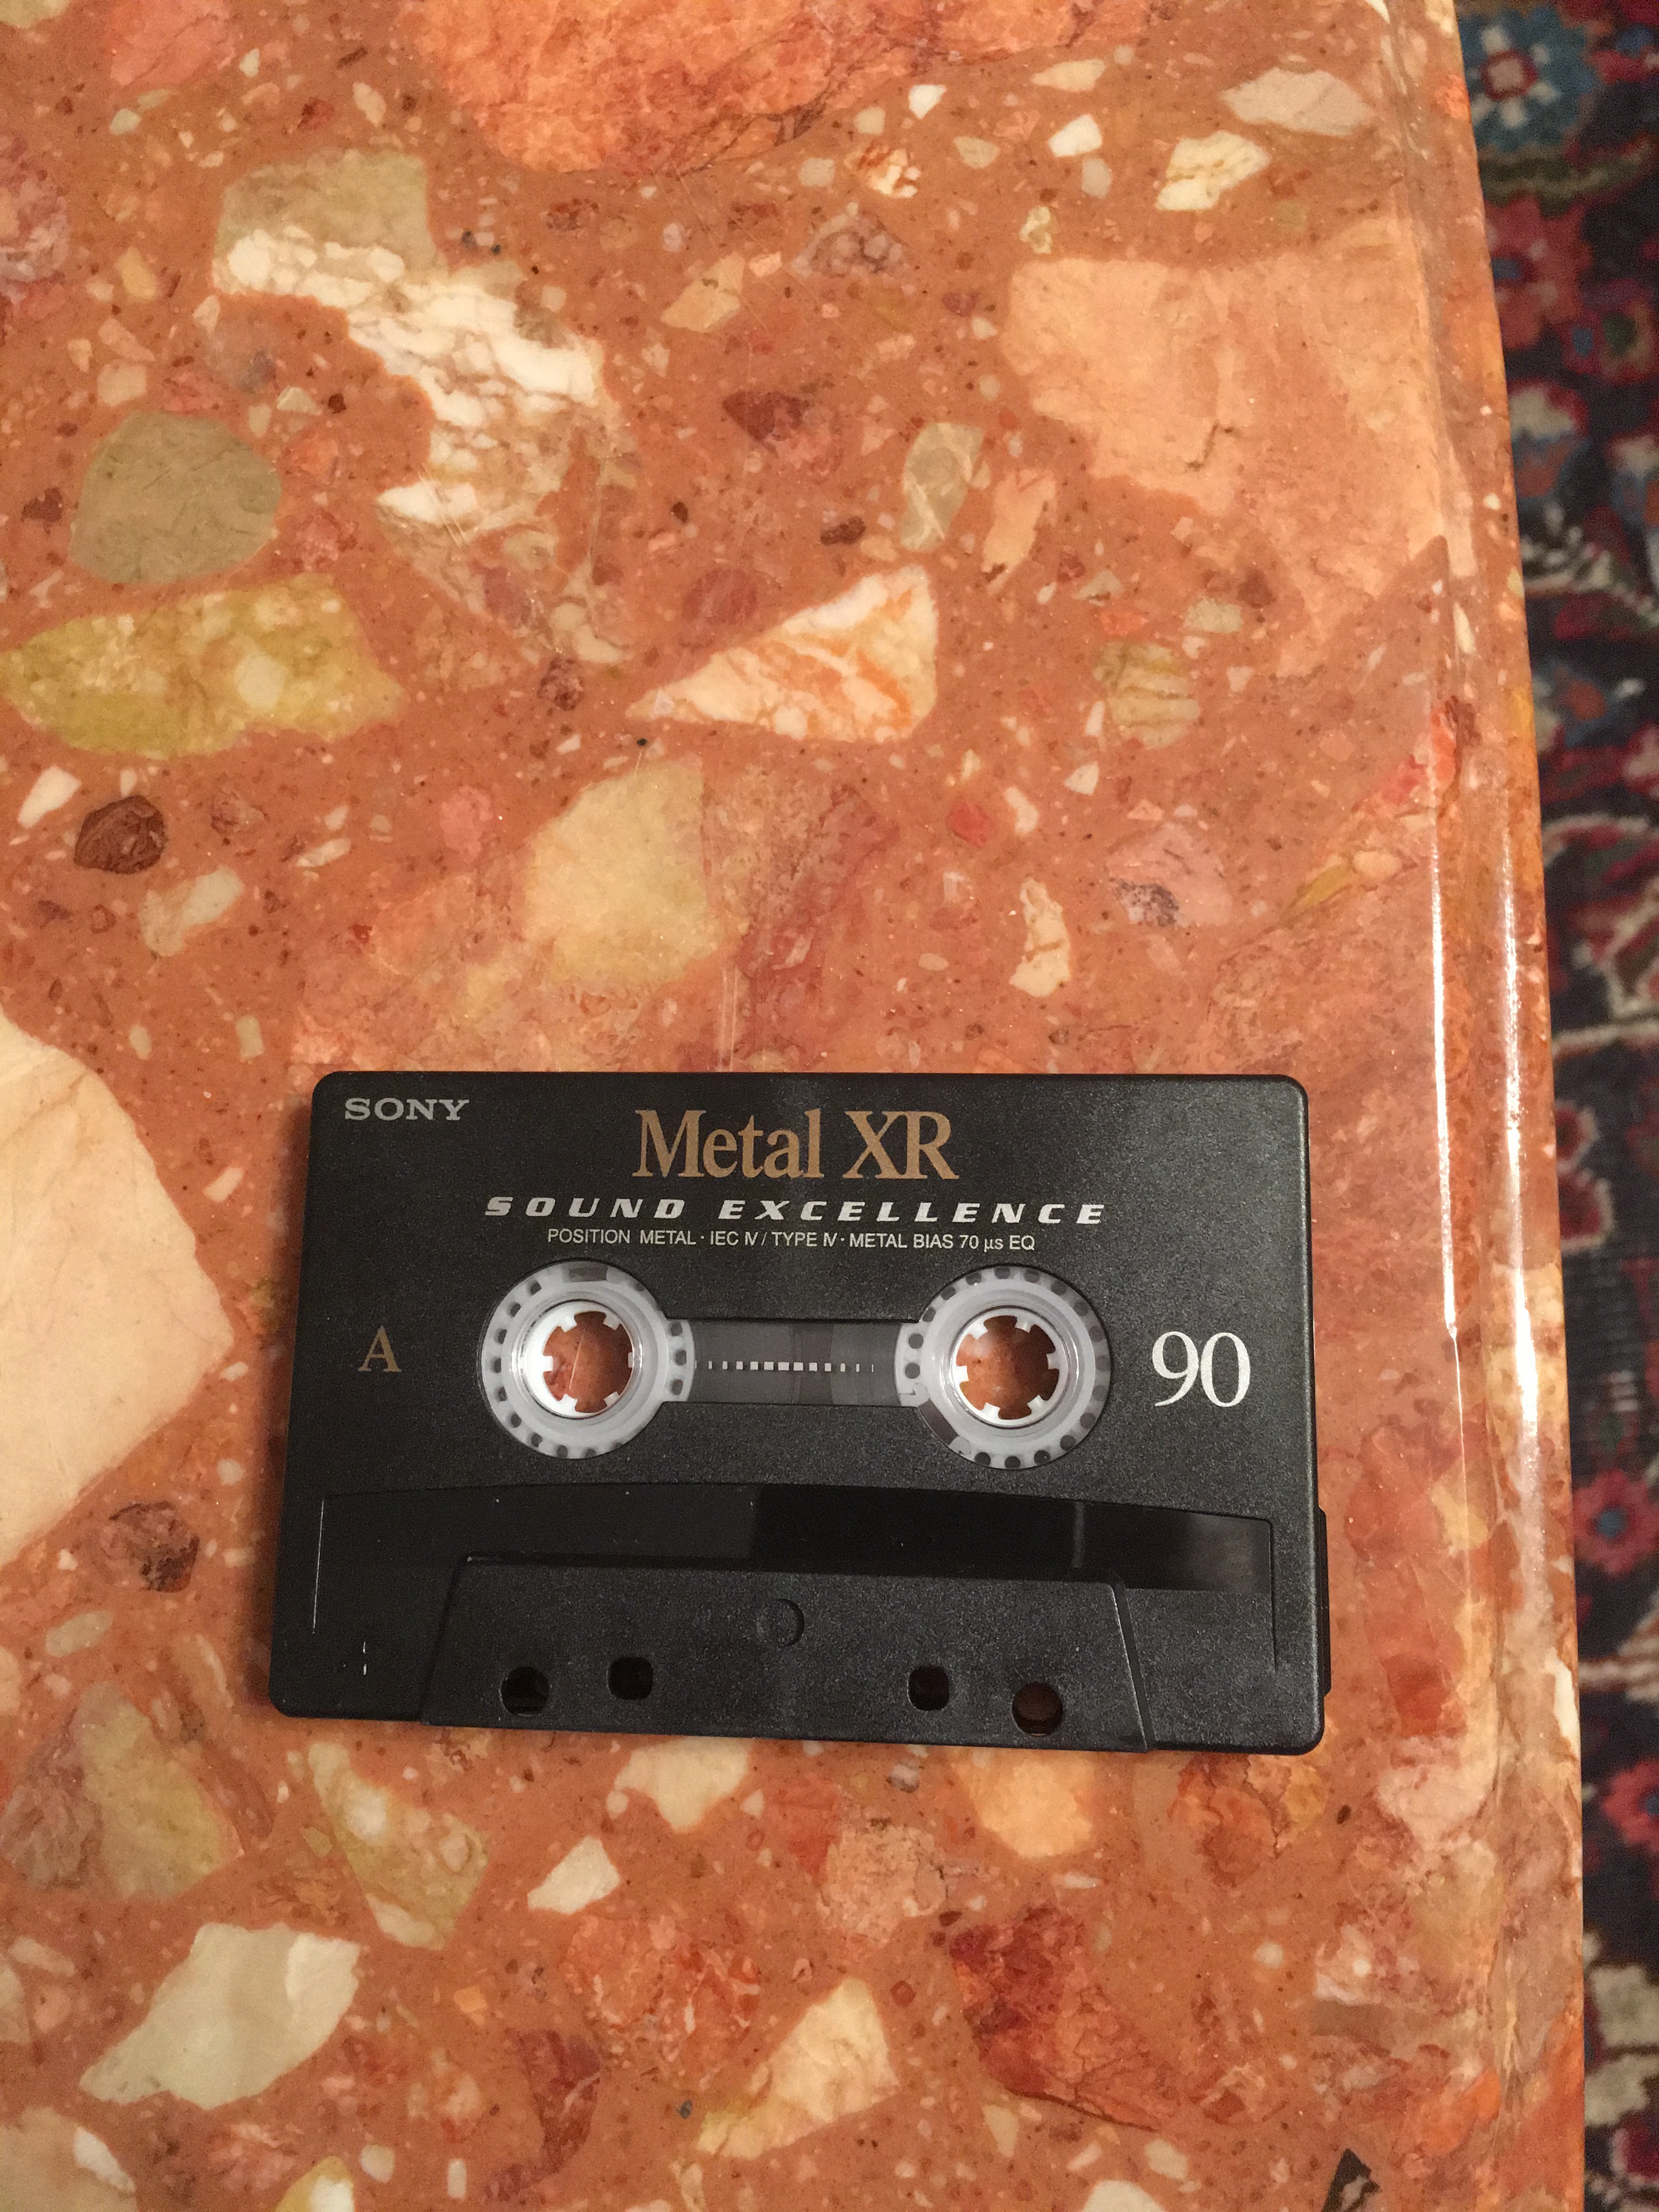 SONY
Metal XR
SOUND EXCELLENCE
POSITION METAL · IEC IV / TYPE IV · METAL BIAS 70 µs EQ
A
90